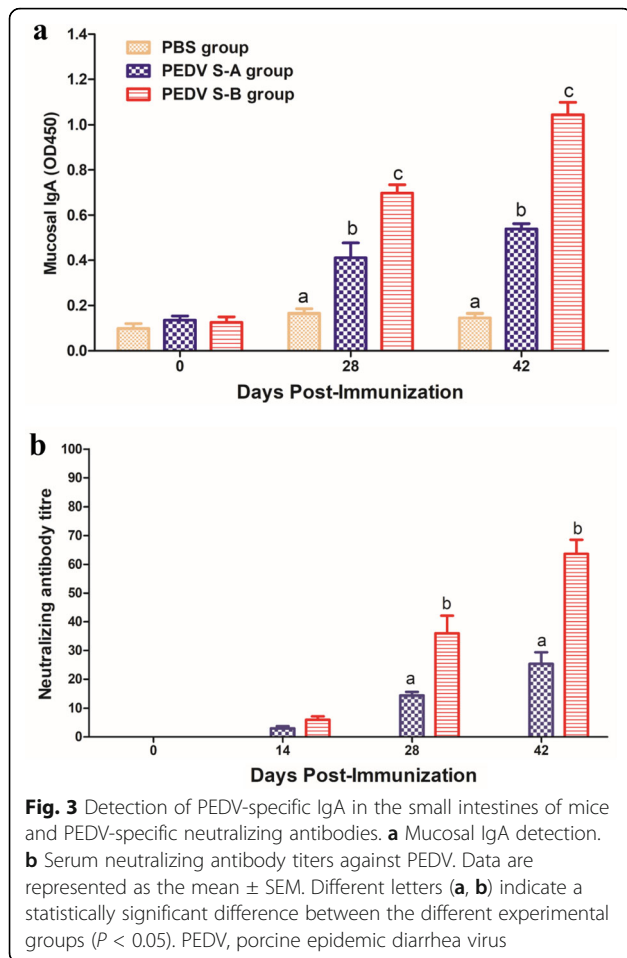 a
PBS group
PEDV S-A group
PEDV S-B group
Mucosal IgA (OD450)
1.4
1.2
1.0
0.8
0.6
0.4
0.2
0.0
a
b
c
a
b
c
0 28 42
Days Post-Immunization
b
Neutralizing antibody titre
100
90
80
70
60
50
40
30
20
10
0
a
b
a
b
0 14 28 42
Days Post-Immunization
Fig. 3 Detection of PEDV-specific IgA in the small intestines of mice
and PEDV-specific neutralizing antibodies. a Mucosal IgA detection.
b Serum neutralizing antibody titers against PEDV. Data are
represented as the mean ± SEM. Different letters (a, b) indicate a
statistically significant difference between the different experimental
groups (P < 0.05). PEDV, porcine epidemic diarrhea virus